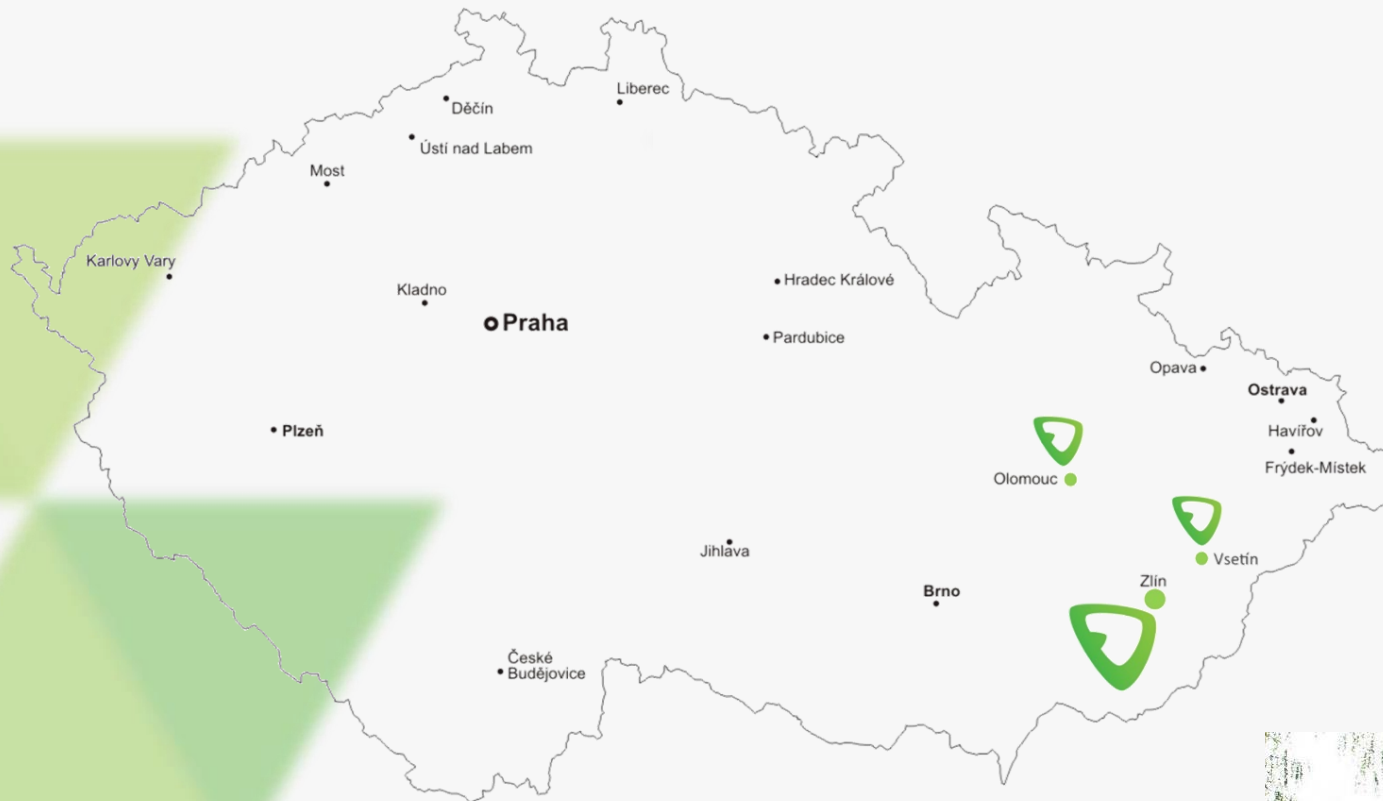 Liberec
Děčín
Ústí nad Labem
Most
Karlovy Vary
Kladno
Hradec Králové
Praha
Pardubice
Opava
Ostrava
Plzeň
Havířov
Frýdek-Místek
Olomouc
Jihlava
Vsetín
Zlín
Brno
České
Budějovice